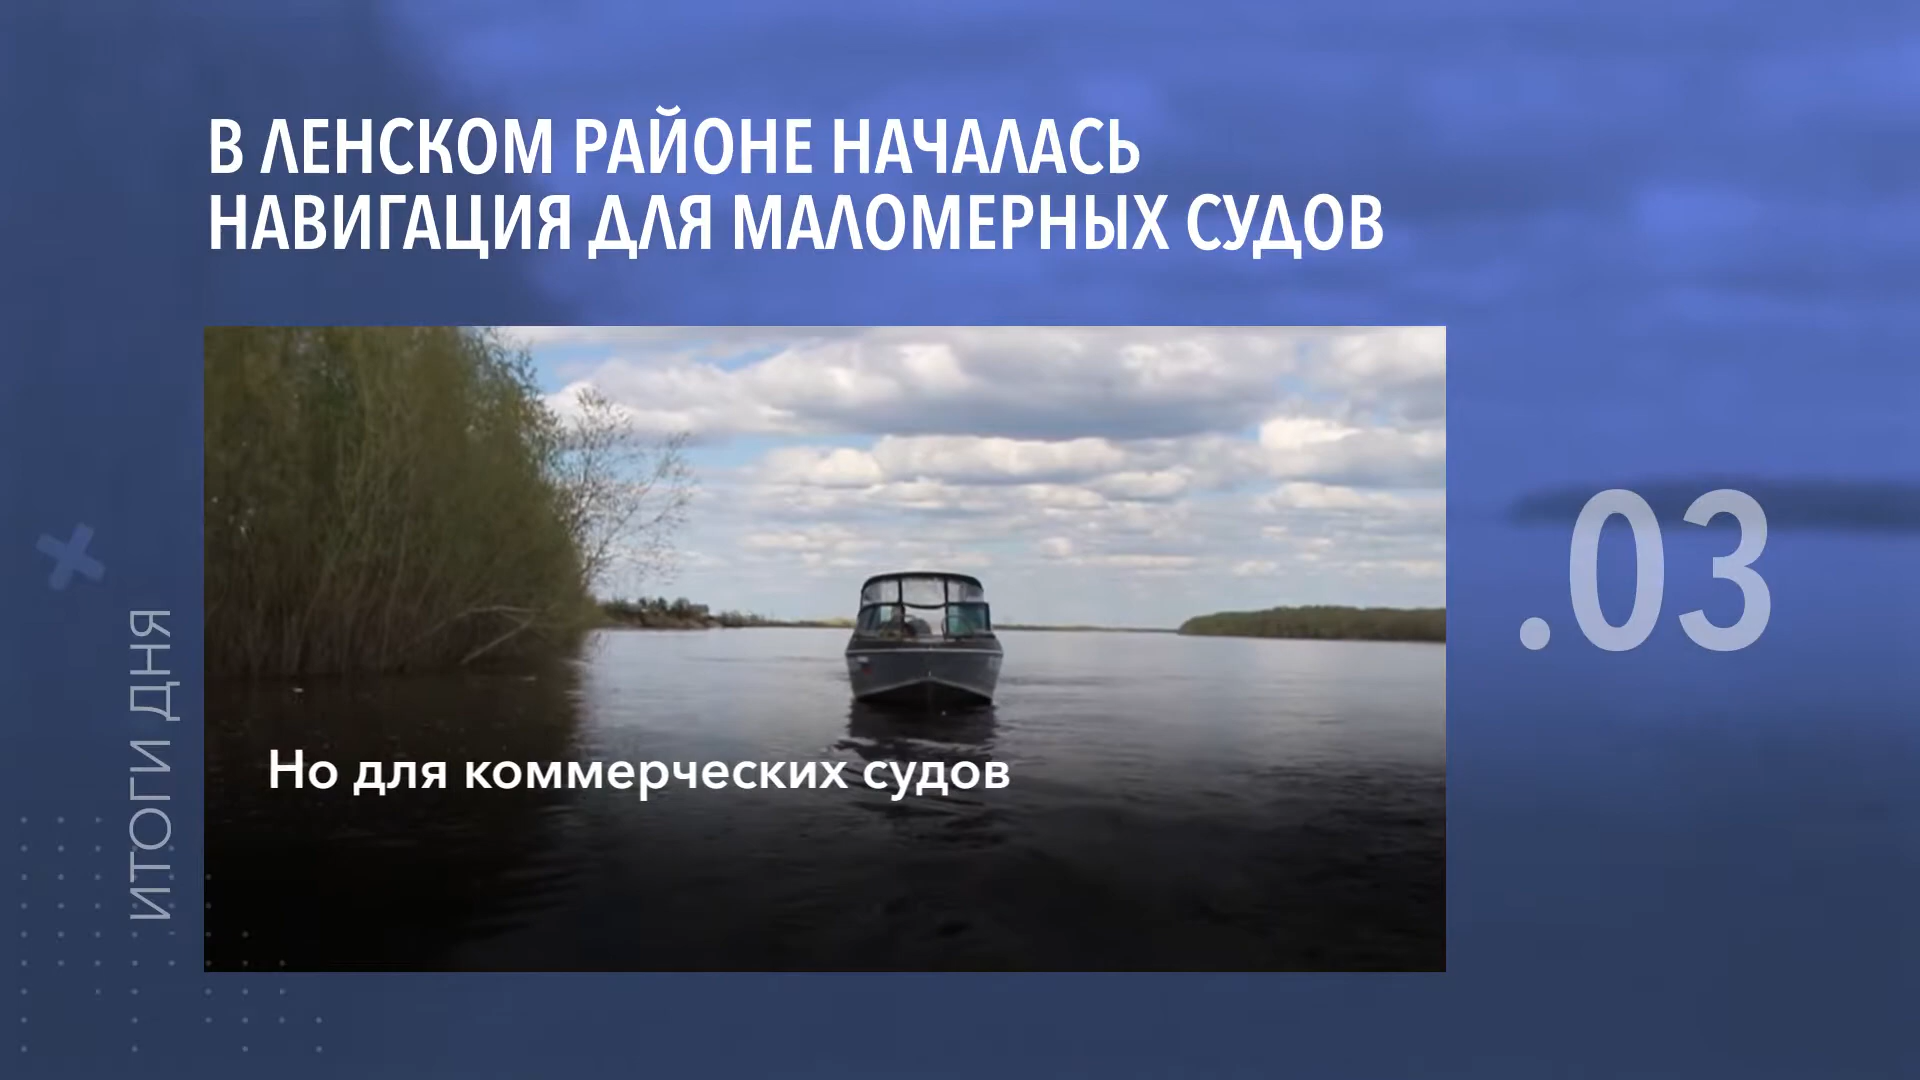 В ЛЕНСКОМ РАЙОНЕ НАЧАЛАСЬ
НАВИГАЦИЯ ДЛЯ МАЛОМЕРНЫХ СУДОВ
Но для коммерческих судов
.03
ИТОГИ ДНЯ